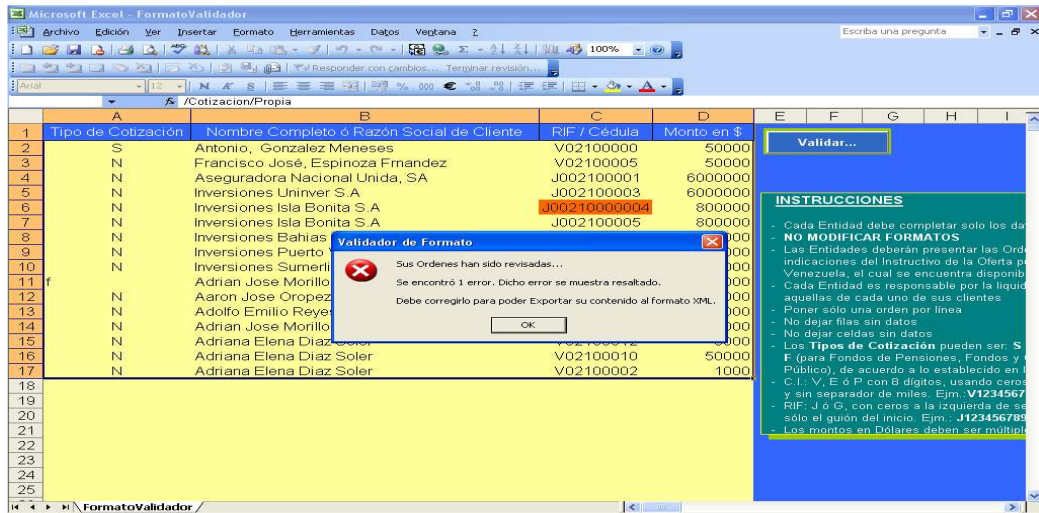 Microsoft Excel - FormatoValidador
Archivo Edición Ver Insertar Formato Herramientas Datos Ventana ? Escriba una pregunta
100%
Responder con cambios... Terminar revisión...
Arial 12 N K S % 000 €
fx /Cotizacion/Propia
A B C D E F G H I
1 Tipo de Cotización Nombre Completo ó Razón Social de Cliente RIF / Cédula Monto en $
2 S Antonio, Gonzalez Meneses V02100000 50000
3 N Francisco José, Espinoza Frnandez V02100005 50000
4 N Aseguradora Nacional Unida, SA J002100001 6000000
5 N Inversiones Uninver S.A J002100003 6000000
6 N Inversiones Isla Bonita S.A J00210000004 800000
7 N Inversiones Isla Bonita S.A J002100005 800000
8 N Inversiones Bahias
9 N Inversiones Puerto
10 N Inversiones Sumerli
11 f Adrian Jose Morillo
12 N Aaron Jose Oropez
13 N Adolfo Emilio Reye
14 N Adrian Jose Morillo
15 N Adriana Elena Diaz Soler
16 N Adriana Elena Diaz Soler V02100010 50000
17 N Adriana Elena Diaz Soler V02100002 1000
18
19
20
21
22
23
24
25
Validar...
INSTRUCCIONES
- Cada Entidad debe completar solo los da
- NO MODIFICAR FORMATOS
- Las Entidades deberán presentar las Ord
indicaciones del Instructivo de la Oferta p
Venezuela, el cual se encuentra disponib
- Cada Entidad es responsable por la liquid
aquellas de cada uno de sus clientes
- Poner sólo una orden por línea
- No dejar filas sin datos
- No dejar celdas sin datos
- Los Tipos de Cotización pueden ser: S
F (para Fondos de Pensiones, Fondos y
Público), de acuerdo a lo establecido en
- C.I.: V, E ó P con 8 dígitos, usando ceros
y sin separador de miles. Ejm.:V1234567
- RIF: J ó G, con ceros a la izquierda de se
sólo el guión del inicio. Ejm.: J123456789
- Los montos en Dólares deben ser múltipl
Validador de Formato
Sus Ordenes han sido revisadas...
Se encontró 1 error. Dicho error se muestra resaltado.
Debe corregirlo para poder Exportar su contenido al formato XML.
OK
FormatoValidador